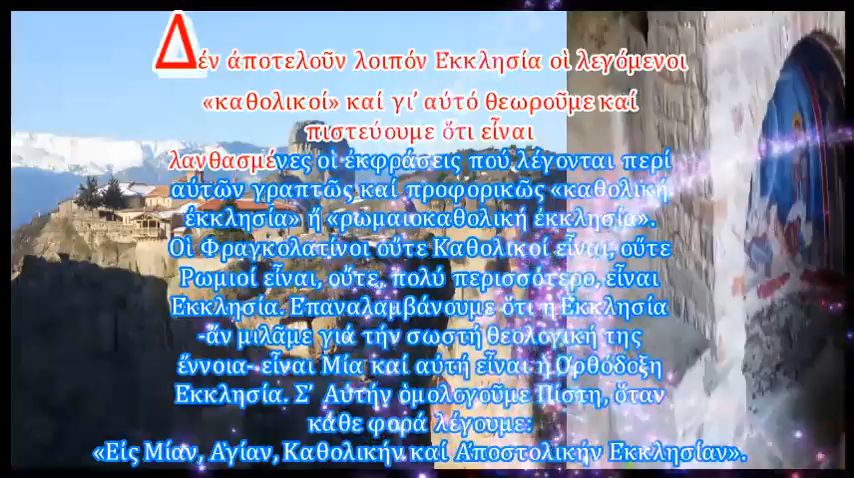 Δέν ἀποτελοῦν λοιπόν Ἐκκλησία οἱ λεγόμενοι
«καθολικοί» καί γι’ αὐτό θεωροῦμε καί
πιστεύουμε ὅτι εἶναι
λανθασμένες οἱ ἐκφράσεις πού λέγονται περί
αὐτῶν γραπτῶς καί προφορικῶς «καθολική
ἐκκλησία» ἤ «ρωμαιοκαθολική ἐκκλησία».
Οἱ Φραγκολατίνοι οὔτε Καθολικοί εἶναι, οὔτε
Ρωμιοί εἶναι, οὔτε, πολύ περισσότερο, εἶναι
Ἐκκλησία. Ἐπαναλαμβάνουμε ὅτι ἡ Ἐκκλησία
-ἄν μιλᾶμε γιά τήν σωστή θεολογική της
ἔννοια- εἶναι Μία καί αὐτή εἶναι ἡ Ὀρθόδοξη
Ἐκκλησία. Σ’ Αὐτήν ὁμολογοῦμε Πίστη, ὅταν
κάθε φορά λέγουμε:
«Εἰς Μίαν, Ἁγίαν, Καθολικήν καί Ἀποστολικήν Ἐκκλησίαν».